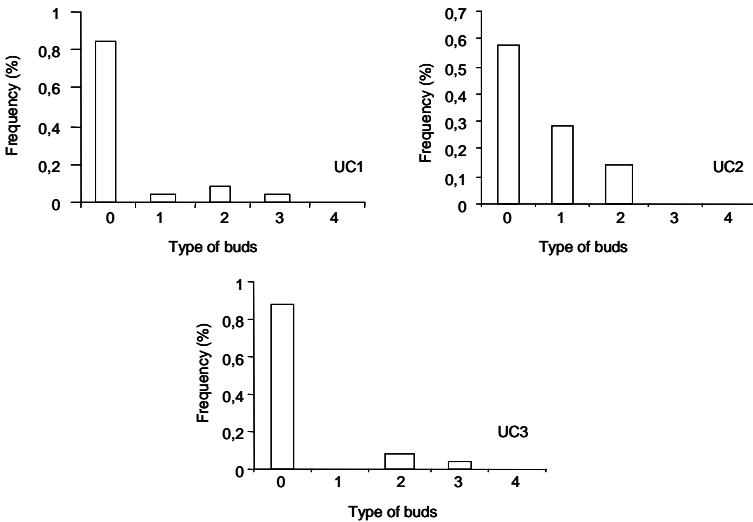 1
0,8
0,6
0,4
0,2
0
Frequency (%)
UC1
0 1 2 3 4
Type of buds
0,7
0,6
0,5
0,4
0,3
0,2
0,1
0
Frequency (%)
UC2
0 1 2 3 4
Type of buds
1
0,8
0,6
0,4
0,2
0
Frequency (%)
UC3
0 1 2 3 4
Type of buds